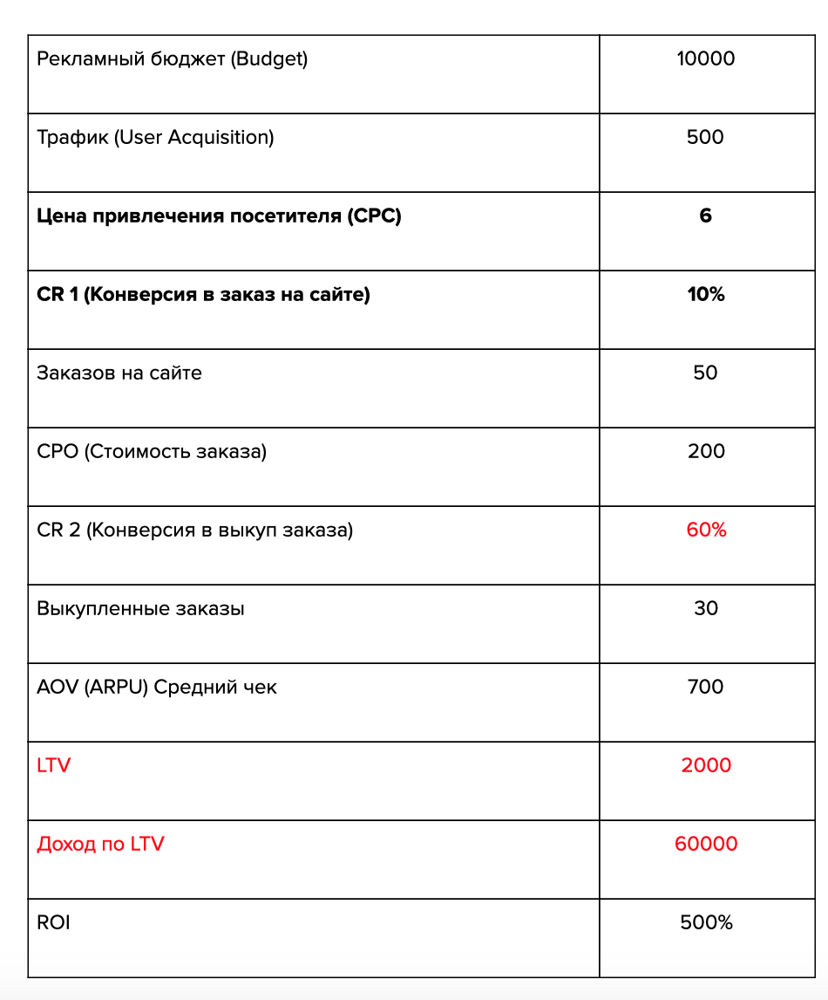 Рекламный бюджет (Budget) 10000
Трафик (User Acquisition) 500
Цена привлечения посетителя (CPC) 6
CR 1 (Конверсия в заказ на сайте) 10%
Заказов на сайте 50
CPO (Стоимость заказа) 200
CR 2 (Конверсия в выкуп заказа) 60%
Выкупленные заказы 30
AOV (ARPU) Средний чек 700
LTV 2000
Доход по LTV 60000
ROI 500%